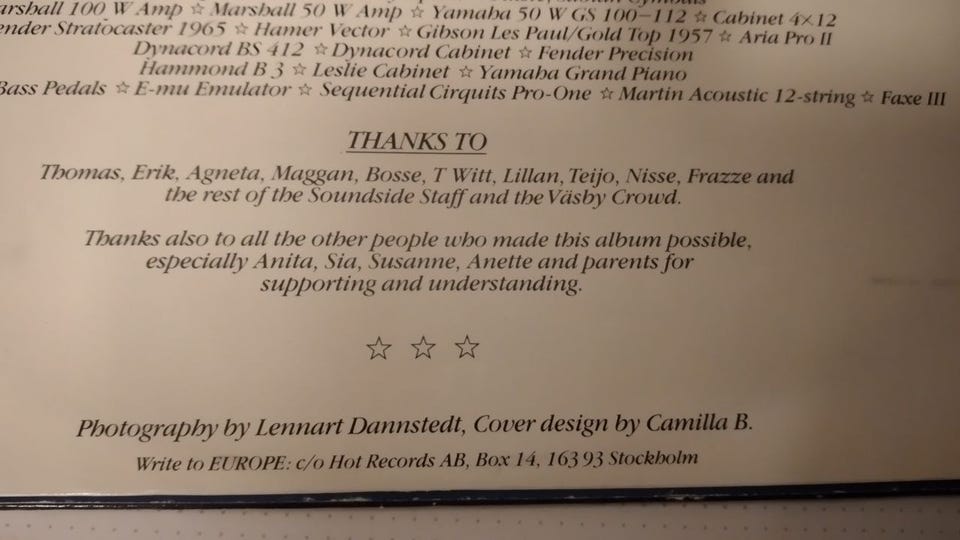 arshall 100 W Amp ☆ Marshall 50 W Amp ☆ Yamaha 50 W GS 100-112 ☆ Cabinet 4×12
ender Stratocaster 1965 ☆ Hamer Vector ☆ Gibson Les Paul/Gold Top 1957 ☆ Aria Pro II
Dynacord BS 412 ☆ Dynacord Cabinet ☆ Fender Precision
Hammond B 3 ☆ Leslie Cabinet ☆ Yamaha Grand Piano
Bass Pedals ☆ E-mu Emulator ☆ Sequential Cirquits Pro-One ☆ Martin Acoustic 12-string ☆ Faxe III
THANKS TO
Thomas, Erik, Agneta, Maggan, Bosse, T Witt, Lillan, Teijo, Nisse, Frazze and
the rest of the Soundside Staff and the Väsby Crowd.
Thanks also to all the other people who made this album possible,
especially Anita, Sia, Susanne, Anette and parents for
supporting and understanding.
☆ ☆ ☆
Photography by Lennart Dannstedt, Cover design by Camilla B.
Write to EUROPE: c/o Hot Records AB, Box 14, 163 93 Stockholm